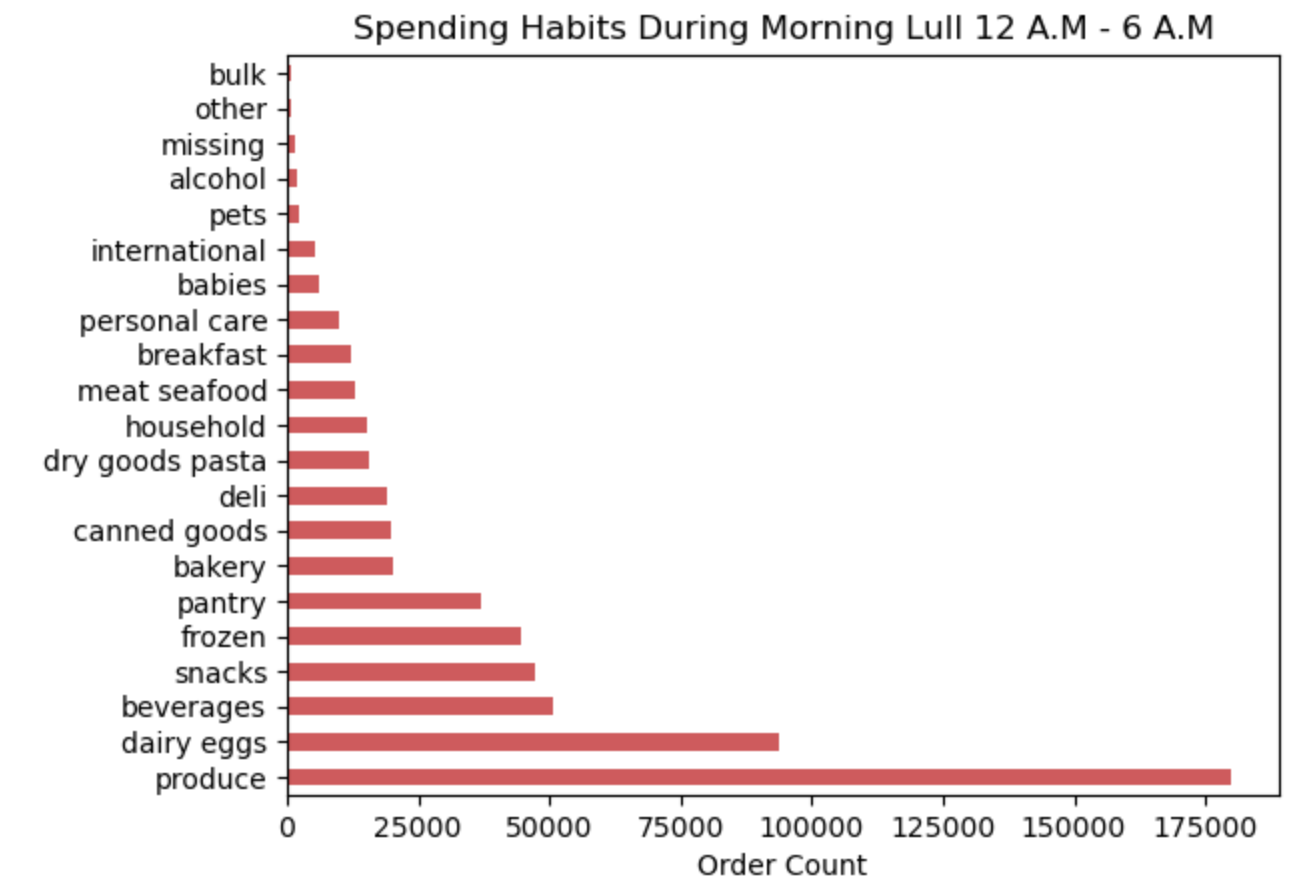 Spending Habits During Morning Lull 12 A.M - 6 A.M
bulk
other
missing
alcohol
pets
international
babies
personal care
breakfast
meat seafood
household
dry goods pasta
deli
canned goods
bakery
pantry
frozen
snacks
beverages
dairy eggs
produce
0 25000 50000 75000 100000 125000 150000 175000
Order Count